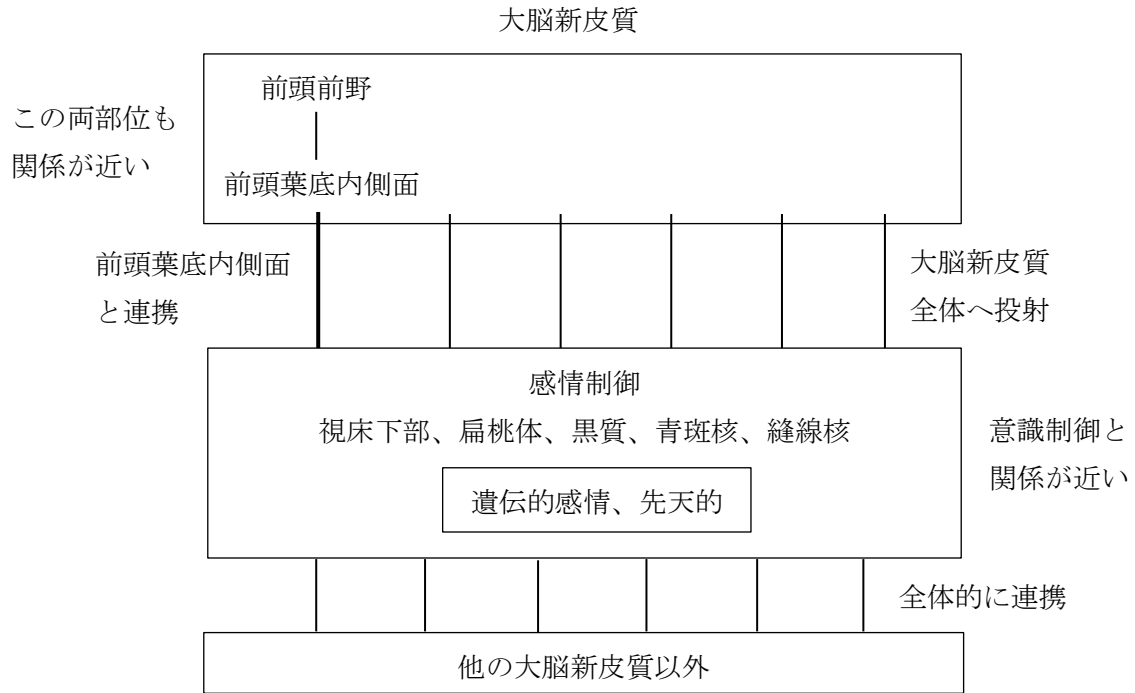 大脳新皮質
前頭前野
この両部位も
関係が近い
前頭葉底内側面
前頭葉底内側面
と連携
大脳新皮質
全体へ投射
感情制御
視床下部、扁桃体、黒質、青斑核、縫線核
意識制御と
関係が近い
遺伝的感情、先天的
全体的に連携
他の大脳新皮質以外